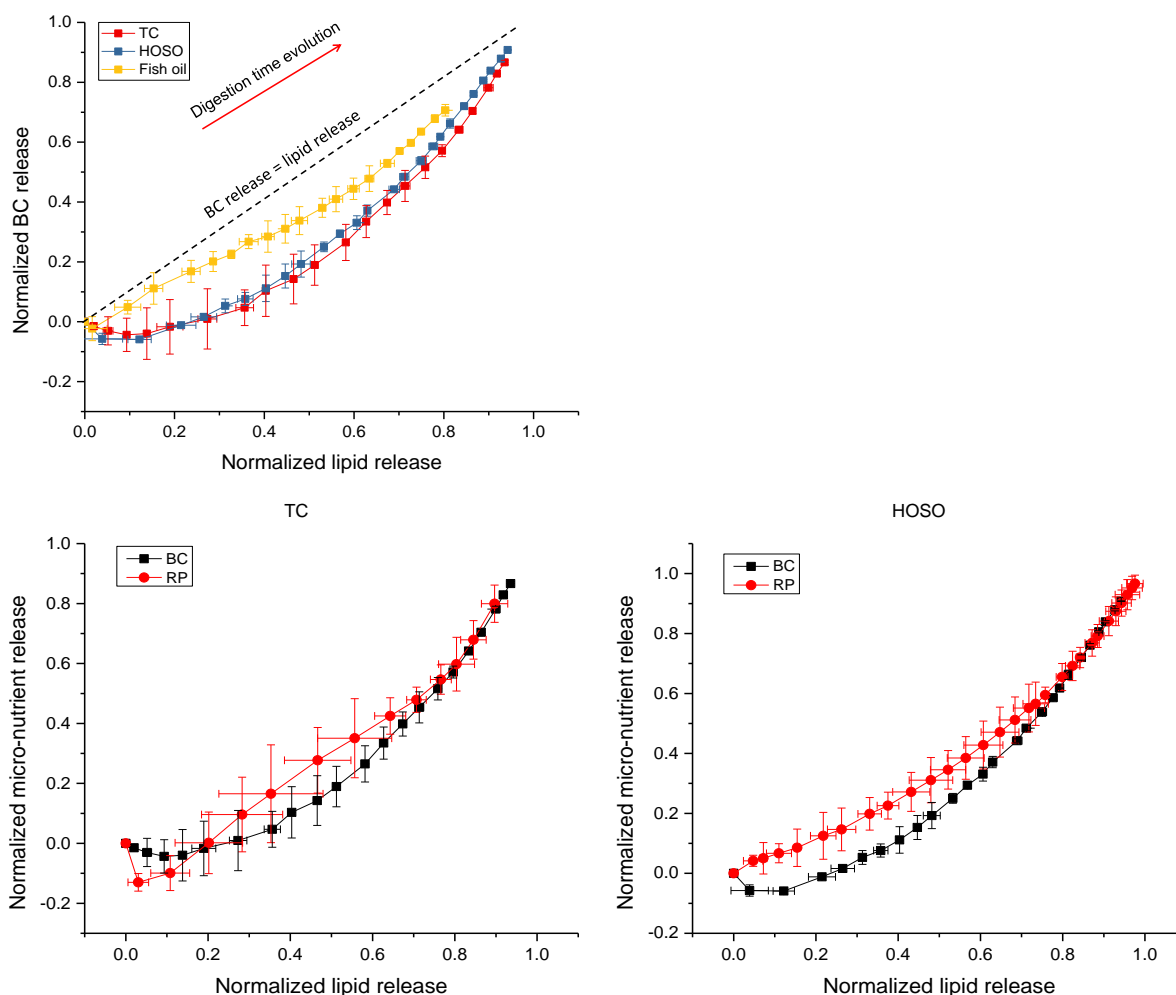 TC
HOSO
Fish oil
Digestion time evolution
BC release = lipid release
Normalized BC release
1.0
0.8
0.6
0.4
0.2
0.0
-0.2
0.0 0.2 0.4 0.6 0.8 1.0
Normalized lipid release
TC
BC
RP
Normalized micro-nutrient release
1.0
0.8
0.6
0.4
0.2
0.0
-0.2
0.0 0.2 0.4 0.6 0.8 1.0
Normalized lipid release
HOSO
BC
RP
Normalized micro-nutrient release
1.0
0.8
0.6
0.4
0.2
0.0
-0.2
0.0 0.2 0.4 0.6 0.8 1.0
Normalized lipid release